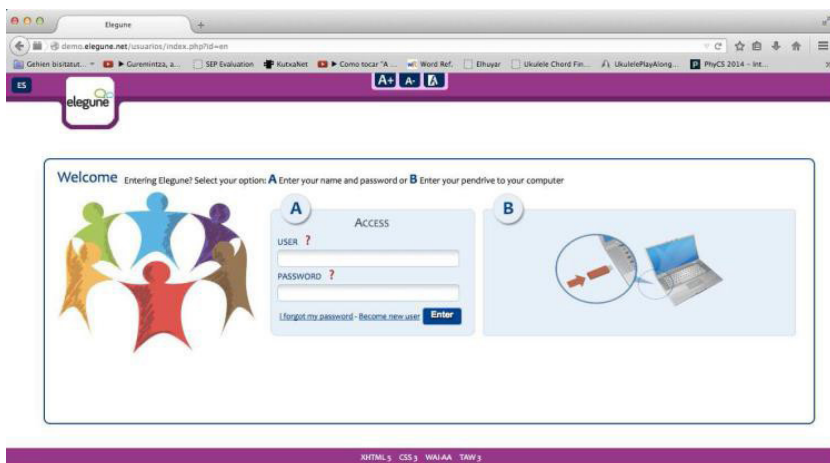 Elegune
demo.elegune.net/usuarios/index.php?id=en
Gehien bisitatut... Guremintza, a... SEP Evaluation KutxaNet Como tocar "A ... Word Ref. Elhuyar Ukulele Chord Fin... UkulelePlayAlong... PhyCS 2014 - Int...
ES A+ A- A
elegune
Welcome Entering Elegune? Select your option: A Enter your name and password or B Enter your pendrive to your computer
A B
ACCESS
USER ?
PASSWORD ?
I forgot my password - Become new user Enter
XHTML 5 CSS 3 WAI-AA TAW 3